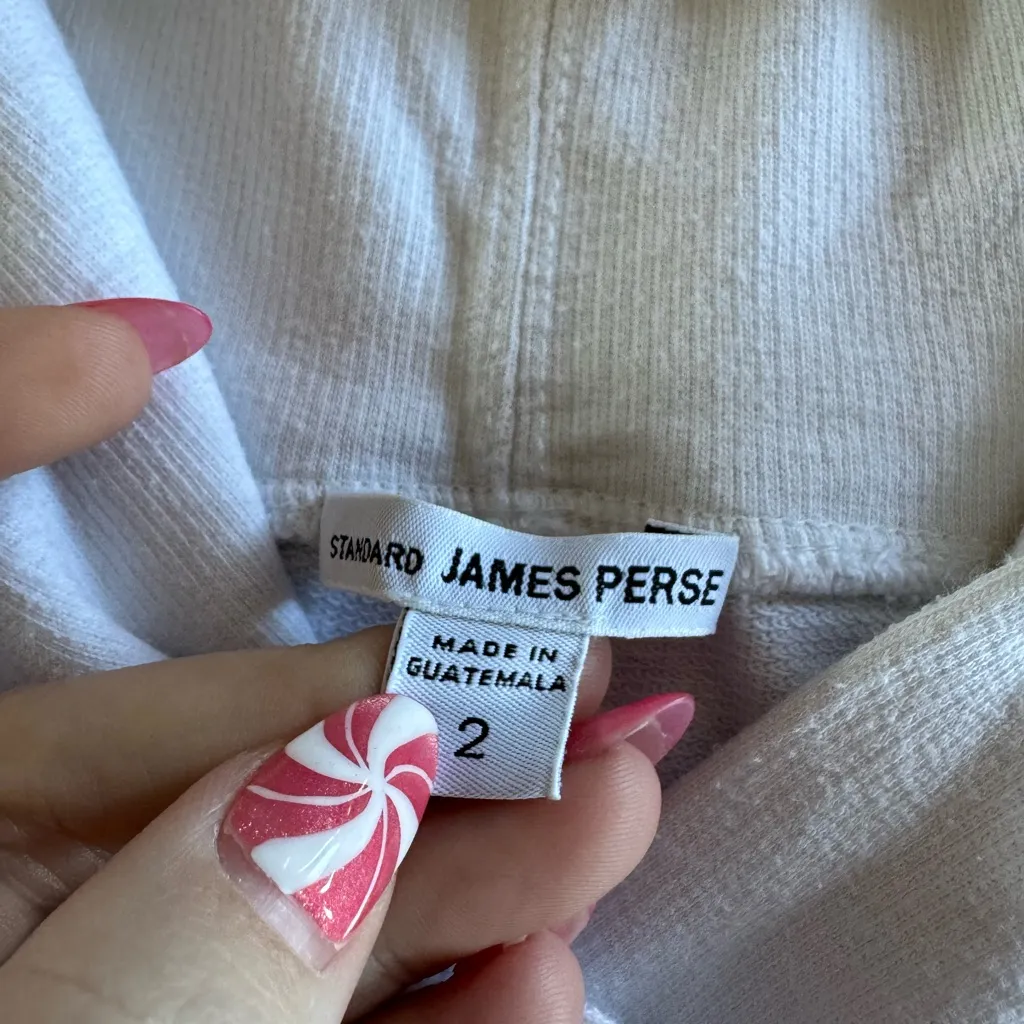 STANDARD JAMES PERSE
MADE IN
GUATEMALA
2